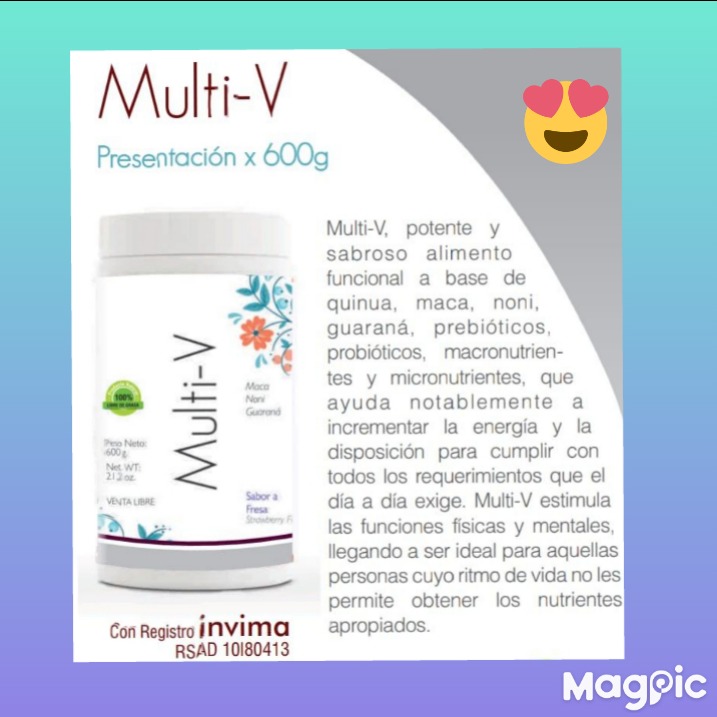 Multi-V
Presentación x 600g
Multi-V, potente y
sabroso alimento
funcional a base de
quinua, maca, noni,
guaraná, prebióticos,
probióticos, macronutrien-
tes y micronutrientes, que
ayuda notablemente a
incrementar la energía y la
disposición para cumplir con
todos los requerimientos que el
día a día exige. Multi-V estimula
las funciones físicas y mentales,
llegando a ser ideal para aquellas
personas cuyo ritmo de vida no les
permite obtener los nutrientes
apropiados.
Multi-V
Maca
Noni
Guaraná
100%
Peso Neto:
600g.
Net. WT:
21.2 oz.
VENTA LIBRE
Sabor a
Fresa
Strawberry
Con Registro invima
RSAD 10I80413
Magpic